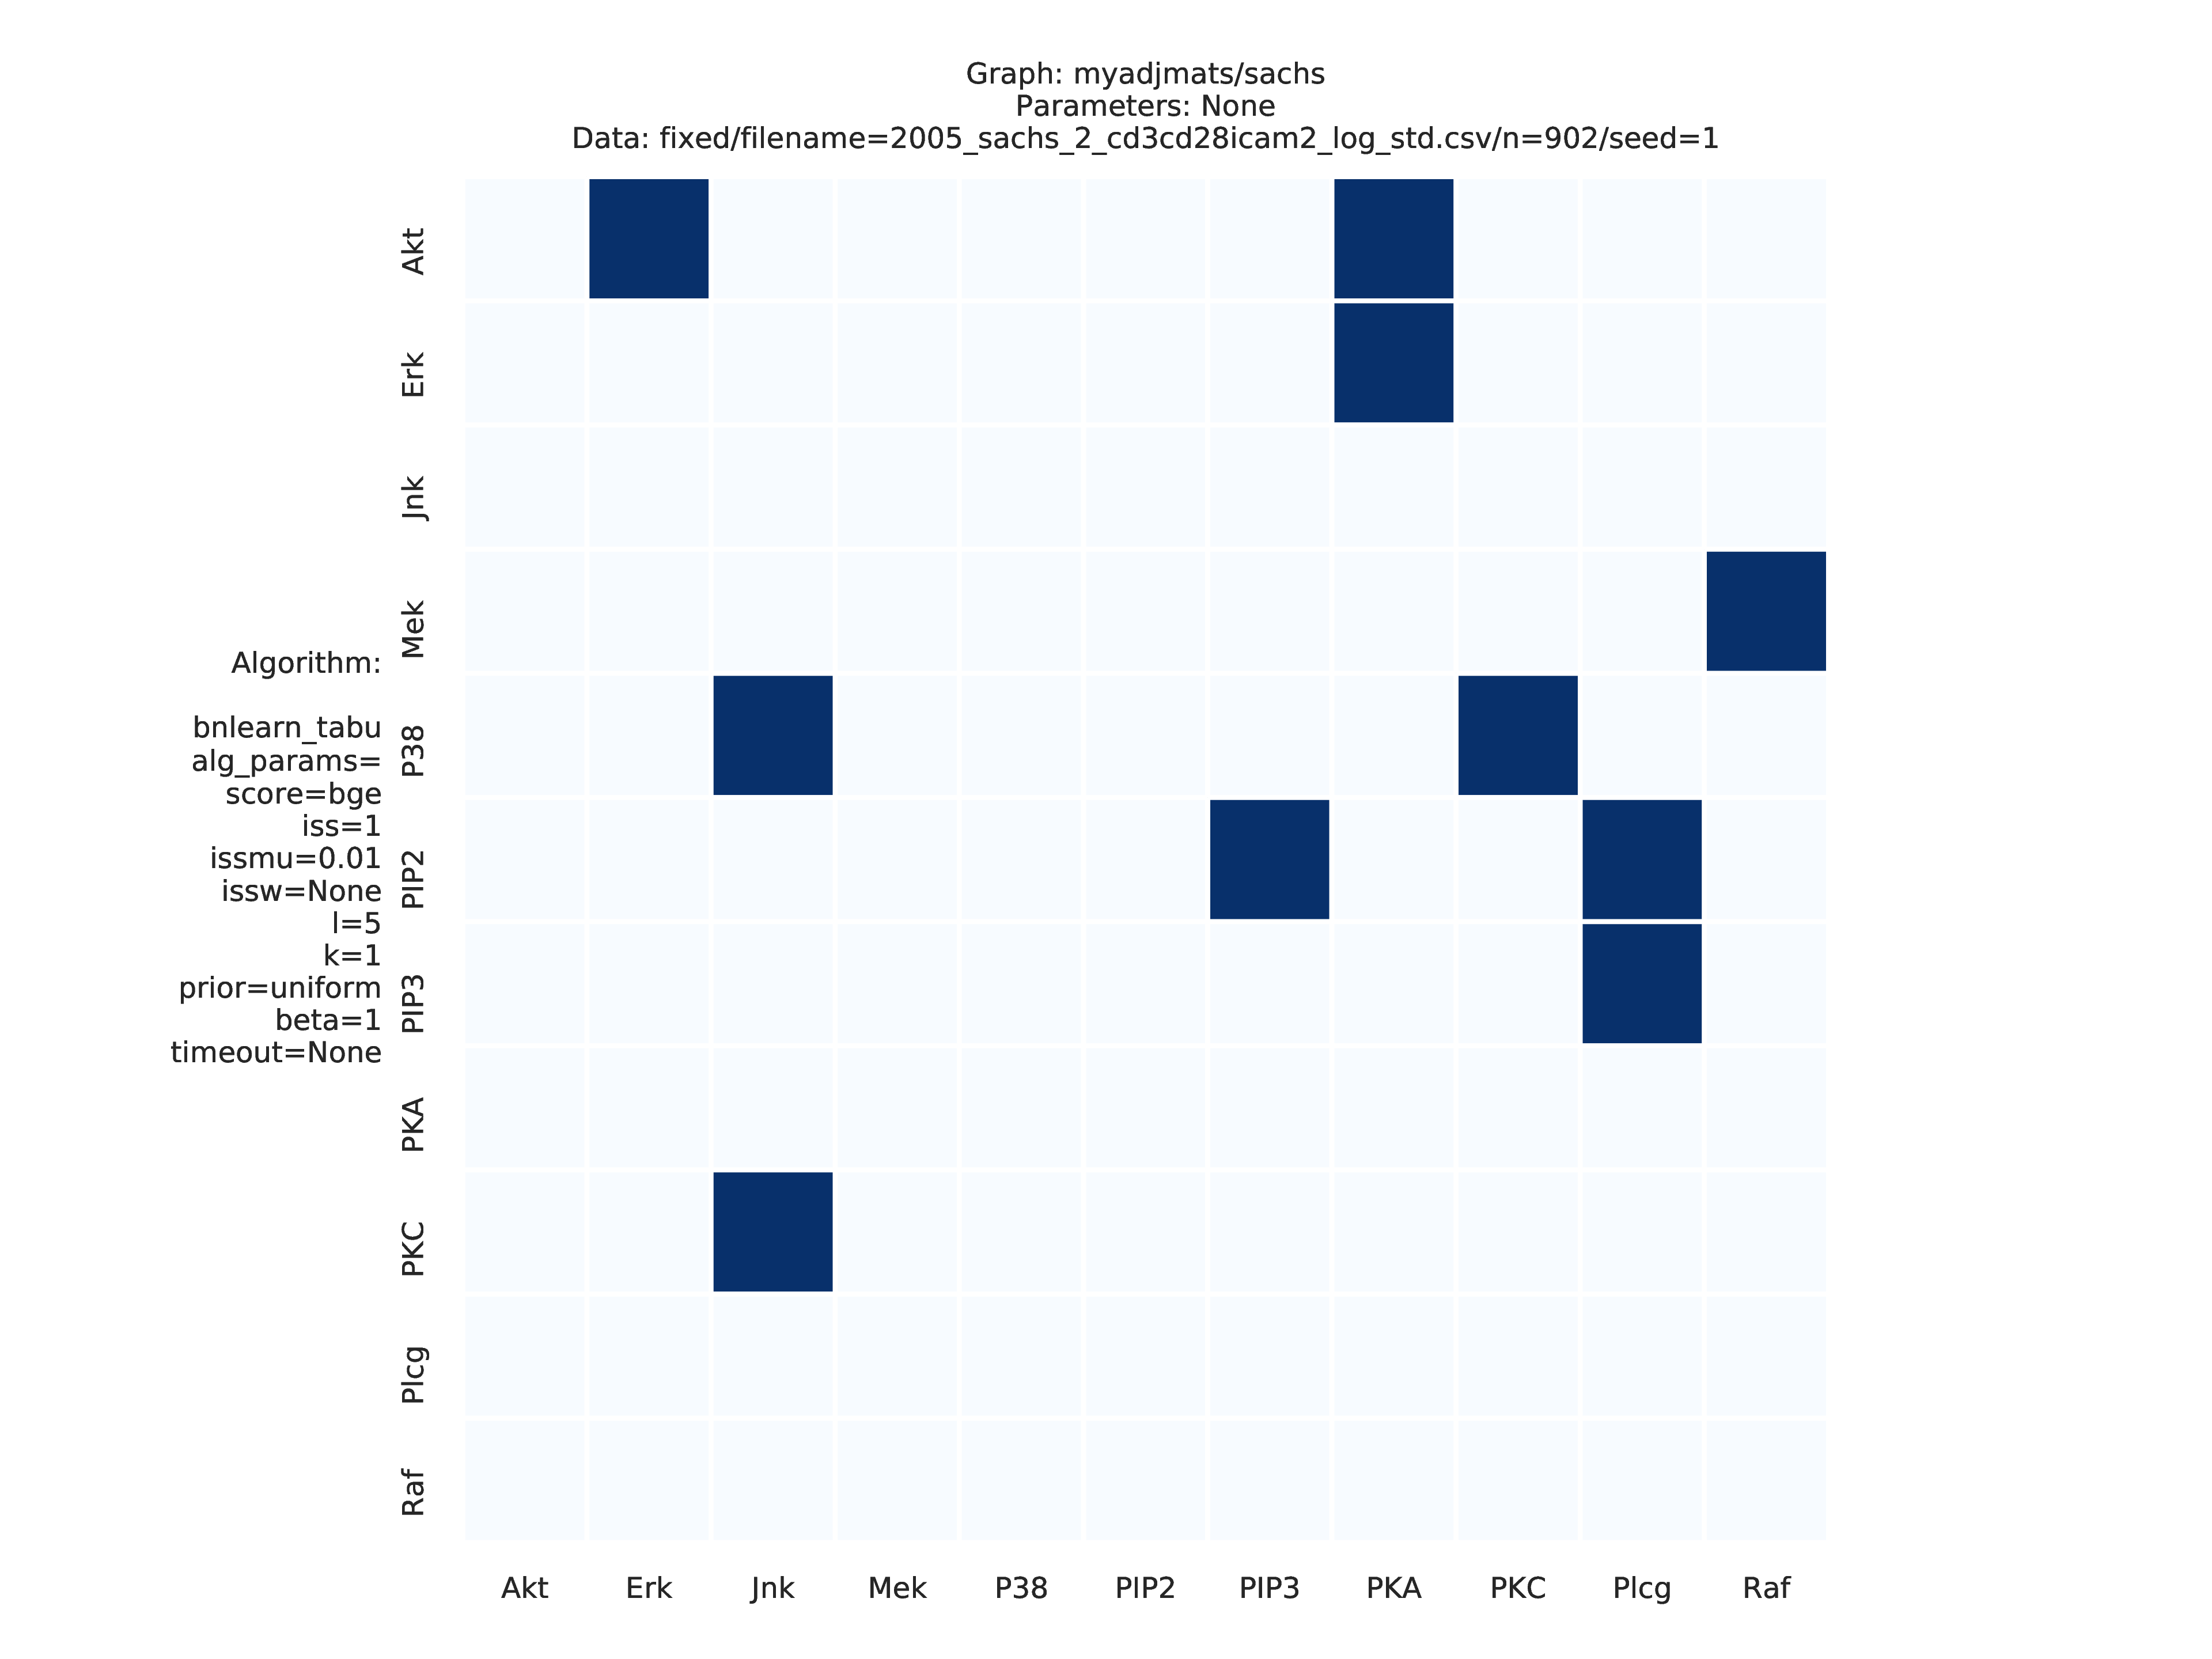 Graph: myadjmats/sachs
Parameters: None
Data: fixed/filename=2005_sachs_2_cd3cd28icam2_log_std.csv/n=902/seed=1
Akt
Erk
Jnk
Mek
P38
PIP2
PIP3
PKA
PKC
Plcg
Raf
Algorithm:
bnlearn_tabu
alg_params=
score=bge
iss=1
issmu=0.01
issw=None
l=5
k=1
prior=uniform
beta=1
timeout=None
Akt Erk Jnk Mek P38 PIP2 PIP3 PKA PKC Plcg Raf